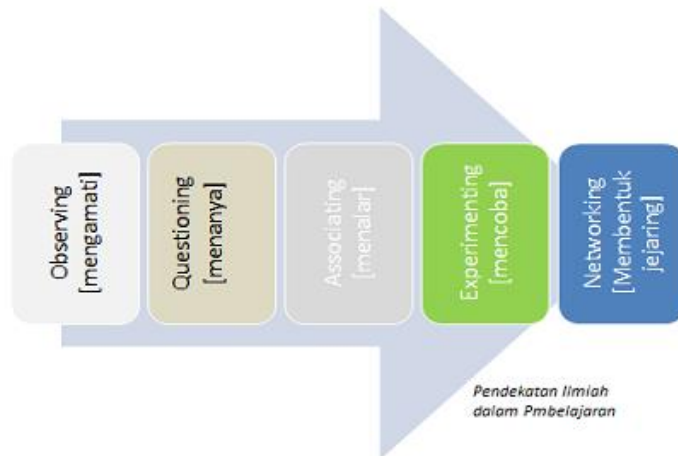 Observing
[mengamati]
Questioning
[menanya]
Associating
[menalar]
Experimenting
[mencoba]
Networking
[Membentuk
jejaring]
Pendekatan Ilmiah
dalam Pmbelajaran